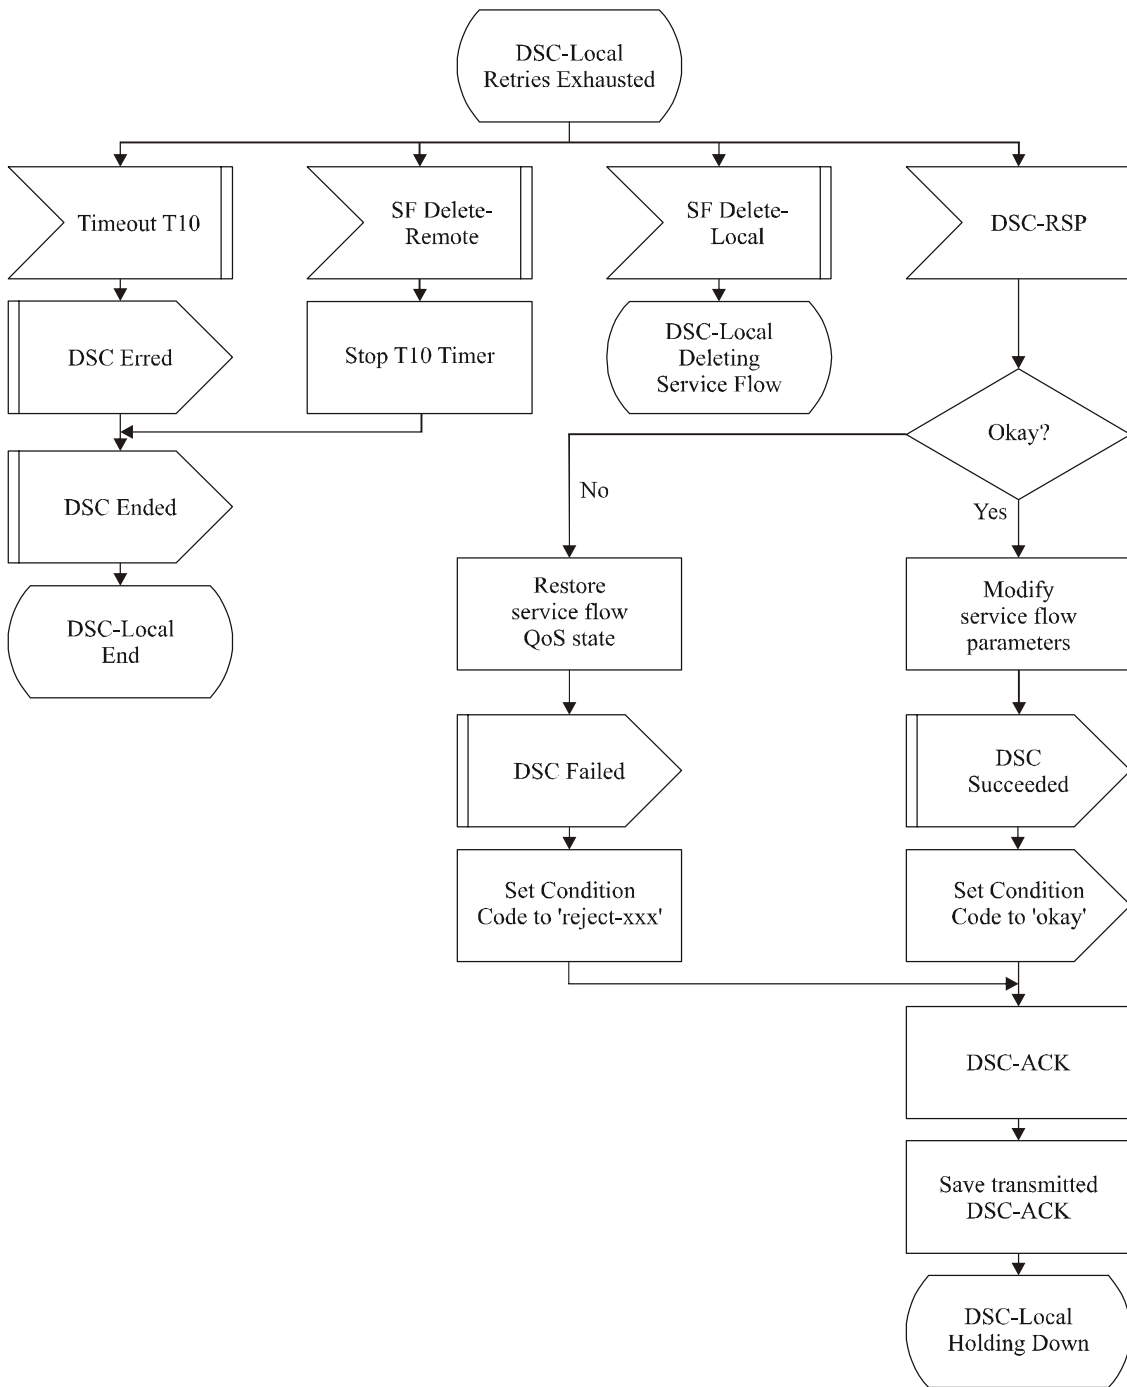 DSC-Local
Retries Exhausted
Timeout T10
SF Delete-
Remote
SF Delete-
Local
DSC-RSP
DSC Erred
Stop T10 Timer
DSC-Local
Deleting
Service Flow
Okay?
No
Yes
DSC Ended
DSC-Local
End
Restore
service flow
QoS state
Modify
service flow
parameters
DSC Failed
DSC
Succeeded
Set Condition
Code to 'reject-xxx'
Set Condition
Code to 'okay'
DSC-ACK
Save transmitted
DSC-ACK
DSC-Local
Holding Down